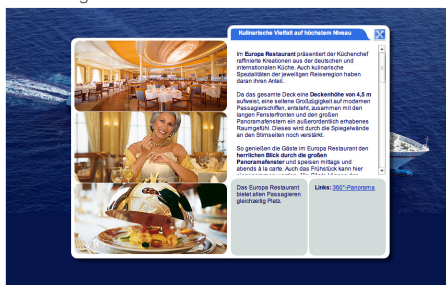 Kulinarische Vielfalt auf höchstem Niveau
Im Europa Restaurant präsentiert der Küchenchef
raffinierte Kreationen aus der deutschen und
internationalen Küche. Auch kulinarische
Spezialitäten der jeweiligen Reiseregion haben
daran ihren Anteil.
Da das gesamte Deck eine Deckenhöhe von 4,5 m
aufweist, eine seltene Großzügigkeit auf modernen
Passagierschiffen, entsteht, zusammen mit den
langen Fensterfronten und den großen
Panoramafenstern ein außerordentlich erhabenes
Raumgefühl. Dieses wird durch die Spiegelwände
an den Stirnseiten noch verstärkt.
So genießen die Gäste im Europa Restaurant den
herrlichen Blick durch die großen
Panoramafenster und speisen mittags und
abends à la carte. Auch das Frühstück kann hier
Das Europa Restaurant
bietet allen Passagieren
gleichzeitig Platz.
Links: 360°-Panorama